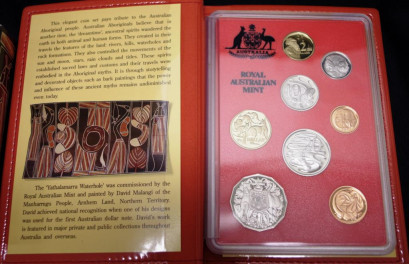 This elegant coin set pays tribute to the Australian
Aboriginal people. Australian Aboriginals believe that in
another time, the 'dreamtime', ancestral spirits wandered the
earth in both animal and human forms. They created in their
travels the features of the land: rivers, hills, waterholes and
rock formations. They also controlled the movements of the
sun and moon, stars, rain clouds and tides. These spirits
established sacred laws and customs and their travels were
embodied in the Aboriginal myths. It is through storytelling
and decorated objects such as bark paintings that the power
and influence of these ancient myths remains undiminished
even today.
The 'Yathalamarra Waterhole' was commissioned by the
Royal Australian Mint and painted by David Malangi of the
Manharngu People, Arnhem Land, Northern Territory.
David achieved national recognition when one of his designs
was used for the first Australian dollar note. David's work
is featured in major private and public collections throughout
Australia and overseas.
AUSTRALIA
ROYAL
AUSTRALIAN
MINT
2